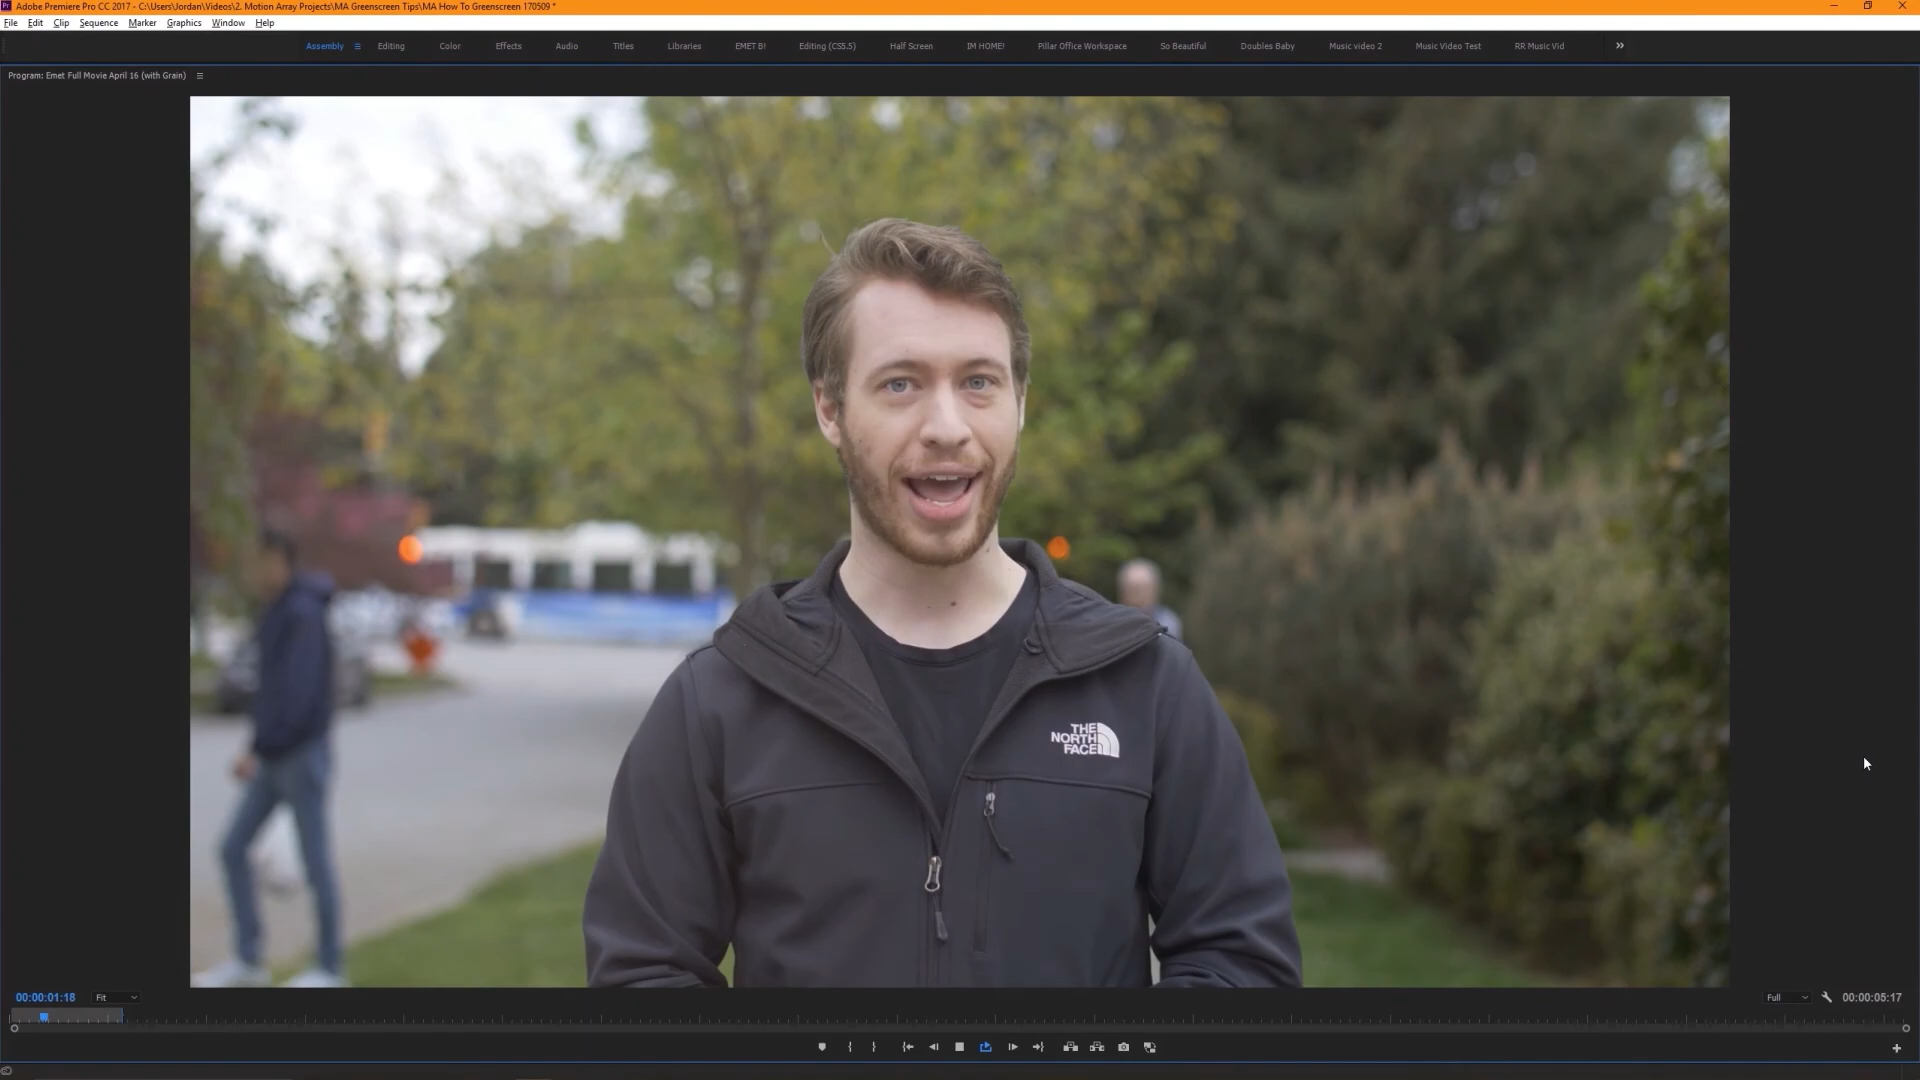 Adobe Premiere Pro CC 2017 - C:\Users\Jordan\Videos\2. Motion Array Projects\MA Greenscreen Tips\MA How To Greenscreen 170509 *
File Edit Clip Sequence Marker Graphics Window Help
Assembly Editing Color Effects Audio Titles Libraries EMET B! Editing (CS5.5) Half Screen IM HOME! Pillar Office Workspace So Beautiful Doubles Baby Music video 2 Music Video Test RR Music Vid
Program: Emet Full Movie April 16 (with Grain)
THE
NORTH
FACE
00:00:01:18 Fit Full 00:00:05:17